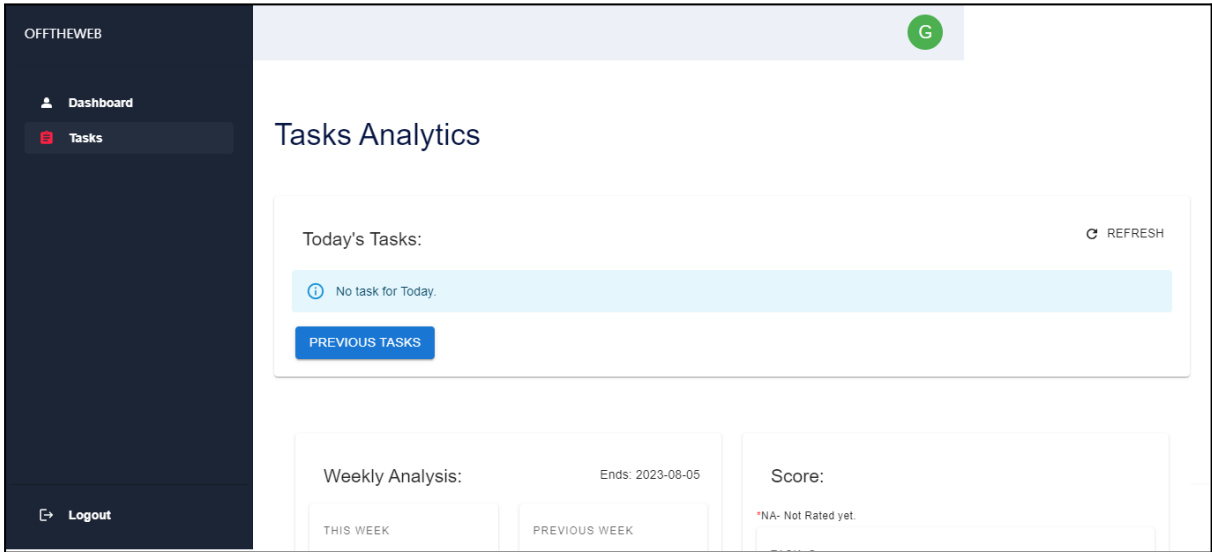 OFFTHEWEB
G
Dashboard
Tasks
Tasks Analytics
Today's Tasks:
REFRESH
No task for Today.
PREVIOUS TASKS
Weekly Analysis:
Ends: 2023-08-05
Score:
*NA- Not Rated yet.
THIS WEEK
PREVIOUS WEEK
Logout